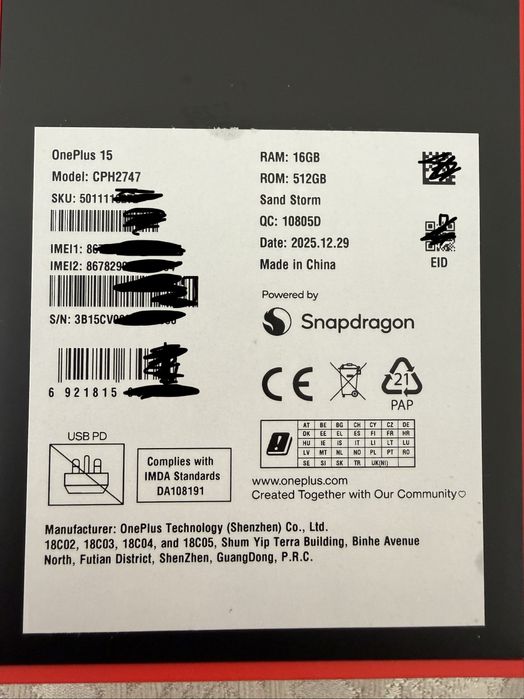 OnePlus 15
Model: CPH2747
SKU: 501111
IMEI1: 86
IMEI2: 867829
S/N: 3B15CV0
6 921815
RAM: 16GB
ROM: 512GB
Sand Storm
QC: 10805D
Date: 2025.12.29
Made in China
EID
Powered by
Snapdragon
CE
21
PAP
USB PD
Complies with
IMDA Standards
DA108191
AT BE BG CH CY CZ DE
DK EE EL ES FI FR HR
HU IE IS IT LI LT LU
LV MT NL NO PL PT RO
SE SI SK TR UK(NI)
www.oneplus.com
Created Together with Our Community♡
Manufacturer: OnePlus Technology (Shenzhen) Co., Ltd.
18C02, 18C03, 18C04, and 18C05, Shum Yip Terra Building, Binhe Avenue
North, Futian District, ShenZhen, GuangDong, P.R.C.